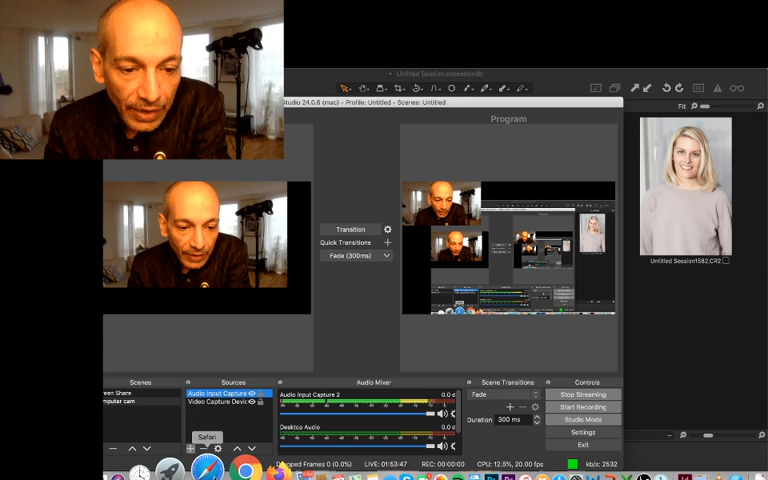 Untitled Session.cosessiondb
Studio 24.0.6 (mac) - Profile: Untitled - Scenes: Untitled
Fit
Program
Transition
Quick Transitions
Fade (300ms)
Untitled Session1582.CR2
Scenes
Sources
Audio Mixer
Scene Transitions
Controls
reen Share
mputer cam
Audio Input Capture
Video Capture Devic
Audio Input Capture 2
0.0 d
Desktop Audio
0.0 d
Fade
Duration
300 ms
Stop Streaming
Start Recording
Studio Mode
Settings
Exit
Safari
Dropped Frames 0 (0.0%)
LIVE: 01:53:47
REC: 00:00:00
CPU: 12.5%, 20.00 fps
kb/s: 2532